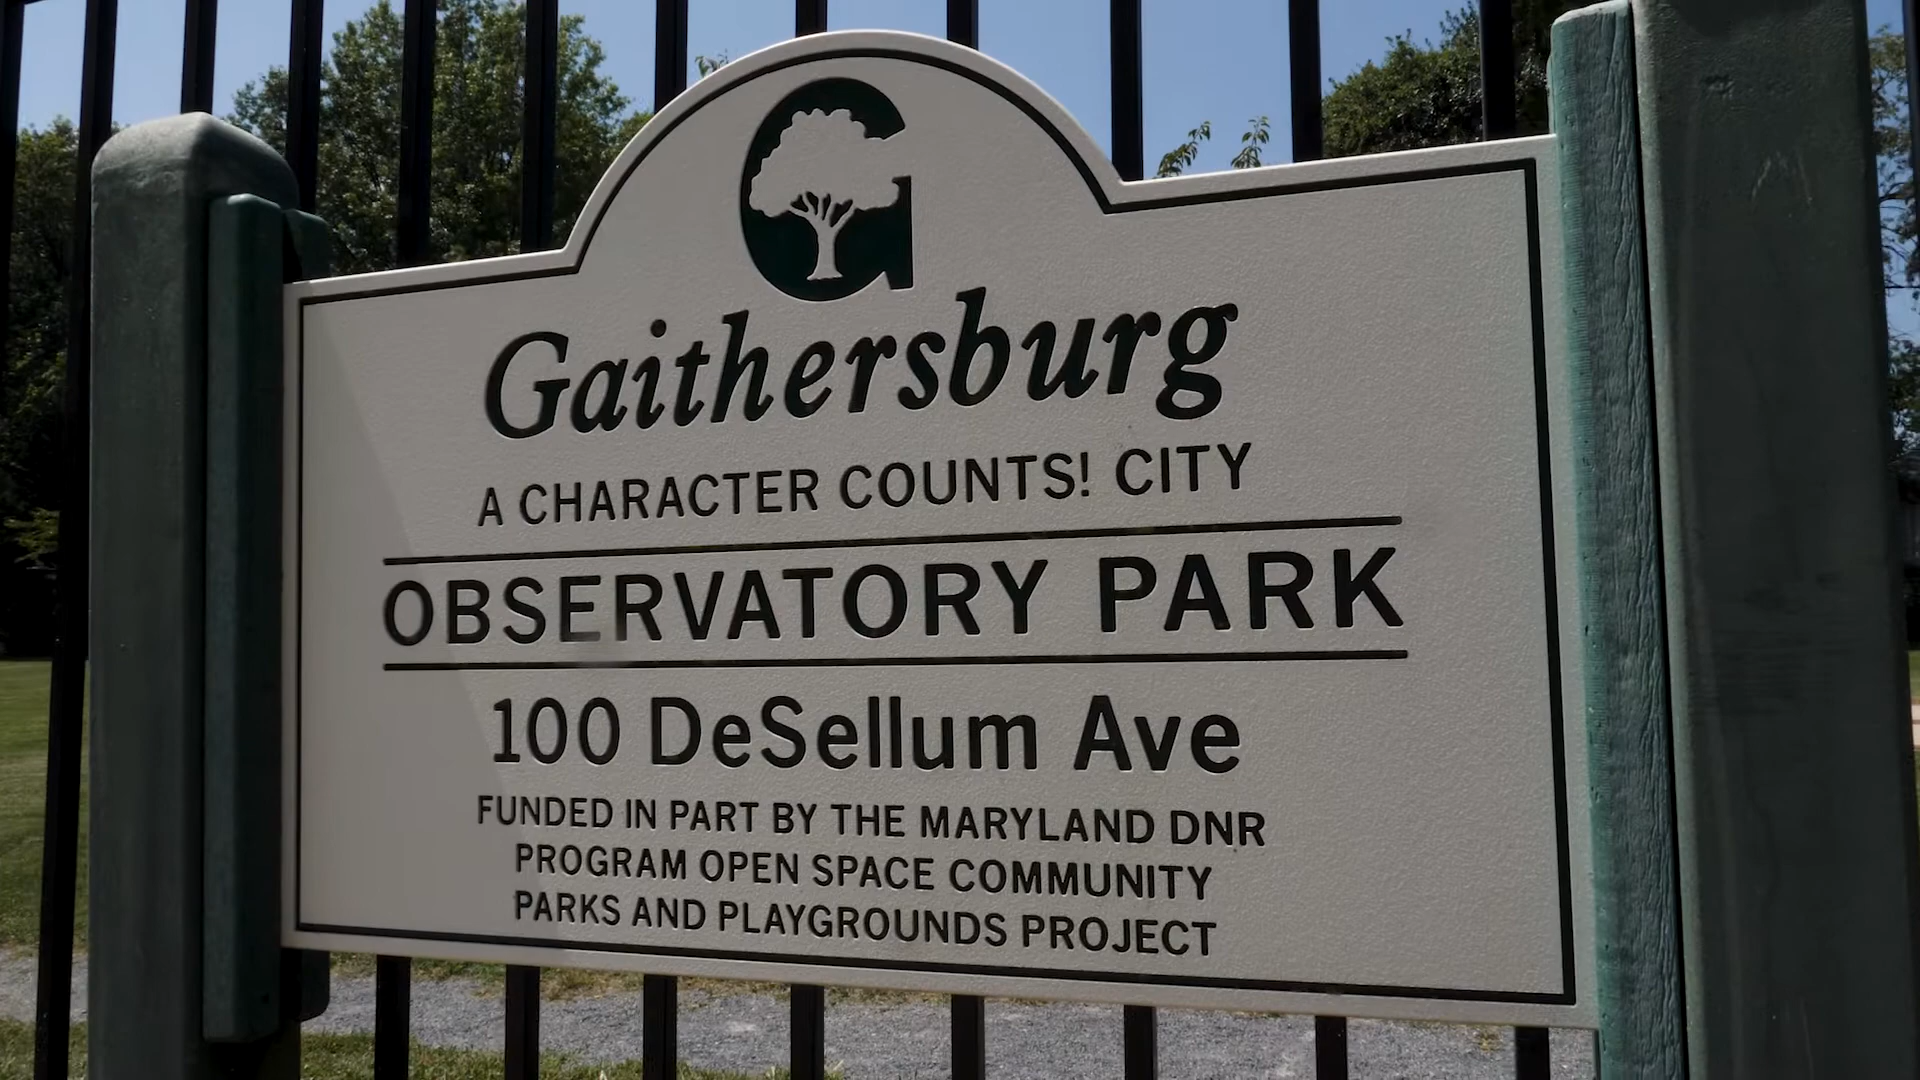 Gaithersburg
A CHARACTER COUNTS! CITY
OBSERVATORY PARK
100 DeSellum Ave
FUNDED IN PART BY THE MARYLAND DNR
PROGRAM OPEN SPACE COMMUNITY
PARKS AND PLAYGROUNDS PROJECT